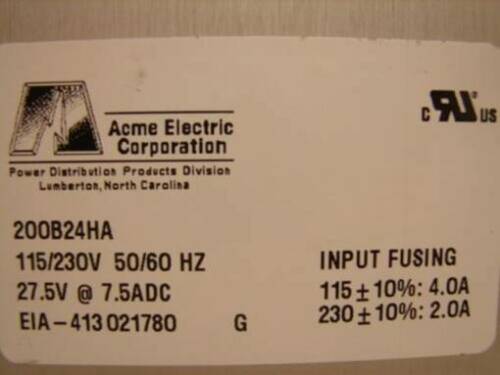 Acme Electric
Corporation
Power Distribution Products Division
Lumberton, North Carolina
c RU ® US
200B24HA
115/230V 50/60 HZ
27.5V @ 7.5ADC
EIA-413 021780 G
INPUT FUSING
115 ± 10%: 4.0A
230 ± 10%: 2.0A